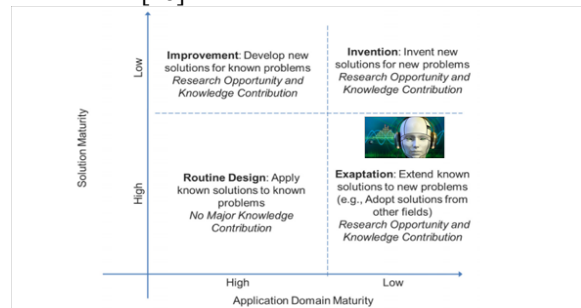 Improvement: Develop new
solutions for known problems
Research Opportunity and
Knowledge Contribution
Invention: Invent new
solutions for new problems
Research Opportunity and
Knowledge Contribution
Low
Solution Maturity
High
Routine Design: Apply
known solutions to known
problems
No Major Knowledge
Contribution
Exaptation: Extend known
solutions to new problems
(e.g., Adopt solutions from
other fields)
Research Opportunity and
Knowledge Contribution
High
Low
Application Domain Maturity